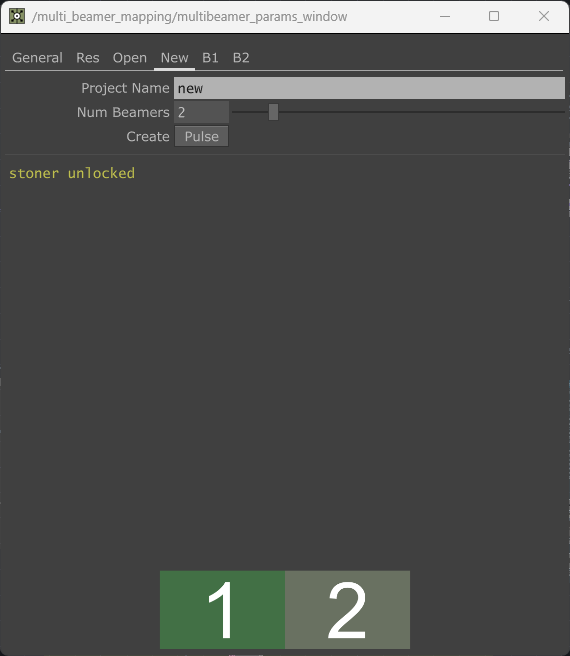 /multi_beamer_mapping/multibeamer_params_window
General Res Open New B1 B2
Project Name new
Num Beamers 2
Create Pulse
stoner unlocked
1 2